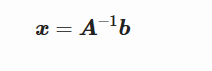 x = A⁻¹b